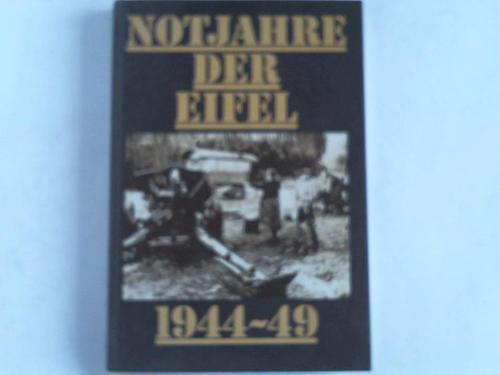 NOTJAHRE
DER
EIFEL
1944~49